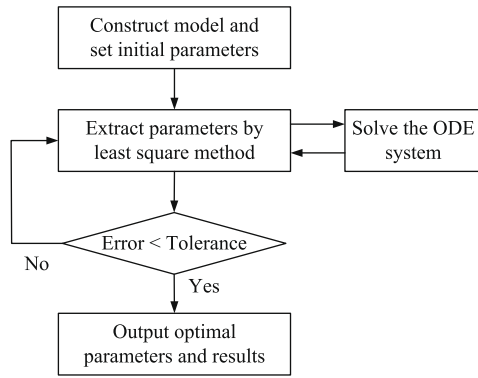 Construct model and
set initial parameters
Extract parameters by
least square method
Solve the ODE
system
Error < Tolerance
No
Yes
Output optimal
parameters and results